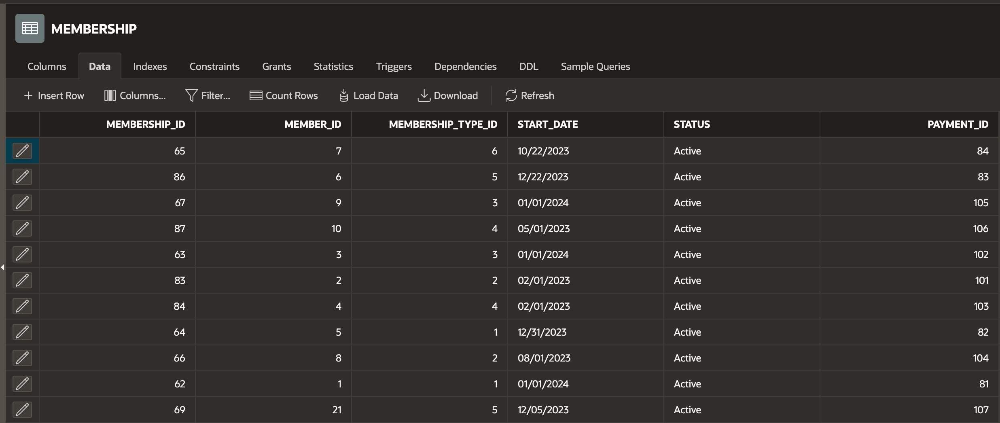 MEMBERSHIP
Columns Data Indexes Constraints Grants Statistics Triggers Dependencies DDL Sample Queries
+ Insert Row Columns... Filter... Count Rows Load Data Download Refresh
MEMBERSHIP_ID MEMBER_ID MEMBERSHIP_TYPE_ID START_DATE STATUS PAYMENT_ID
65 7 6 10/22/2023 Active 84
86 6 5 12/22/2023 Active 83
67 9 3 01/01/2024 Active 105
87 10 4 05/01/2023 Active 106
63 3 3 01/01/2024 Active 102
83 2 2 02/01/2023 Active 101
84 4 4 02/01/2023 Active 103
64 5 1 12/31/2023 Active 82
66 8 2 08/01/2023 Active 104
62 1 1 01/01/2024 Active 81
69 21 5 12/05/2023 Active 107